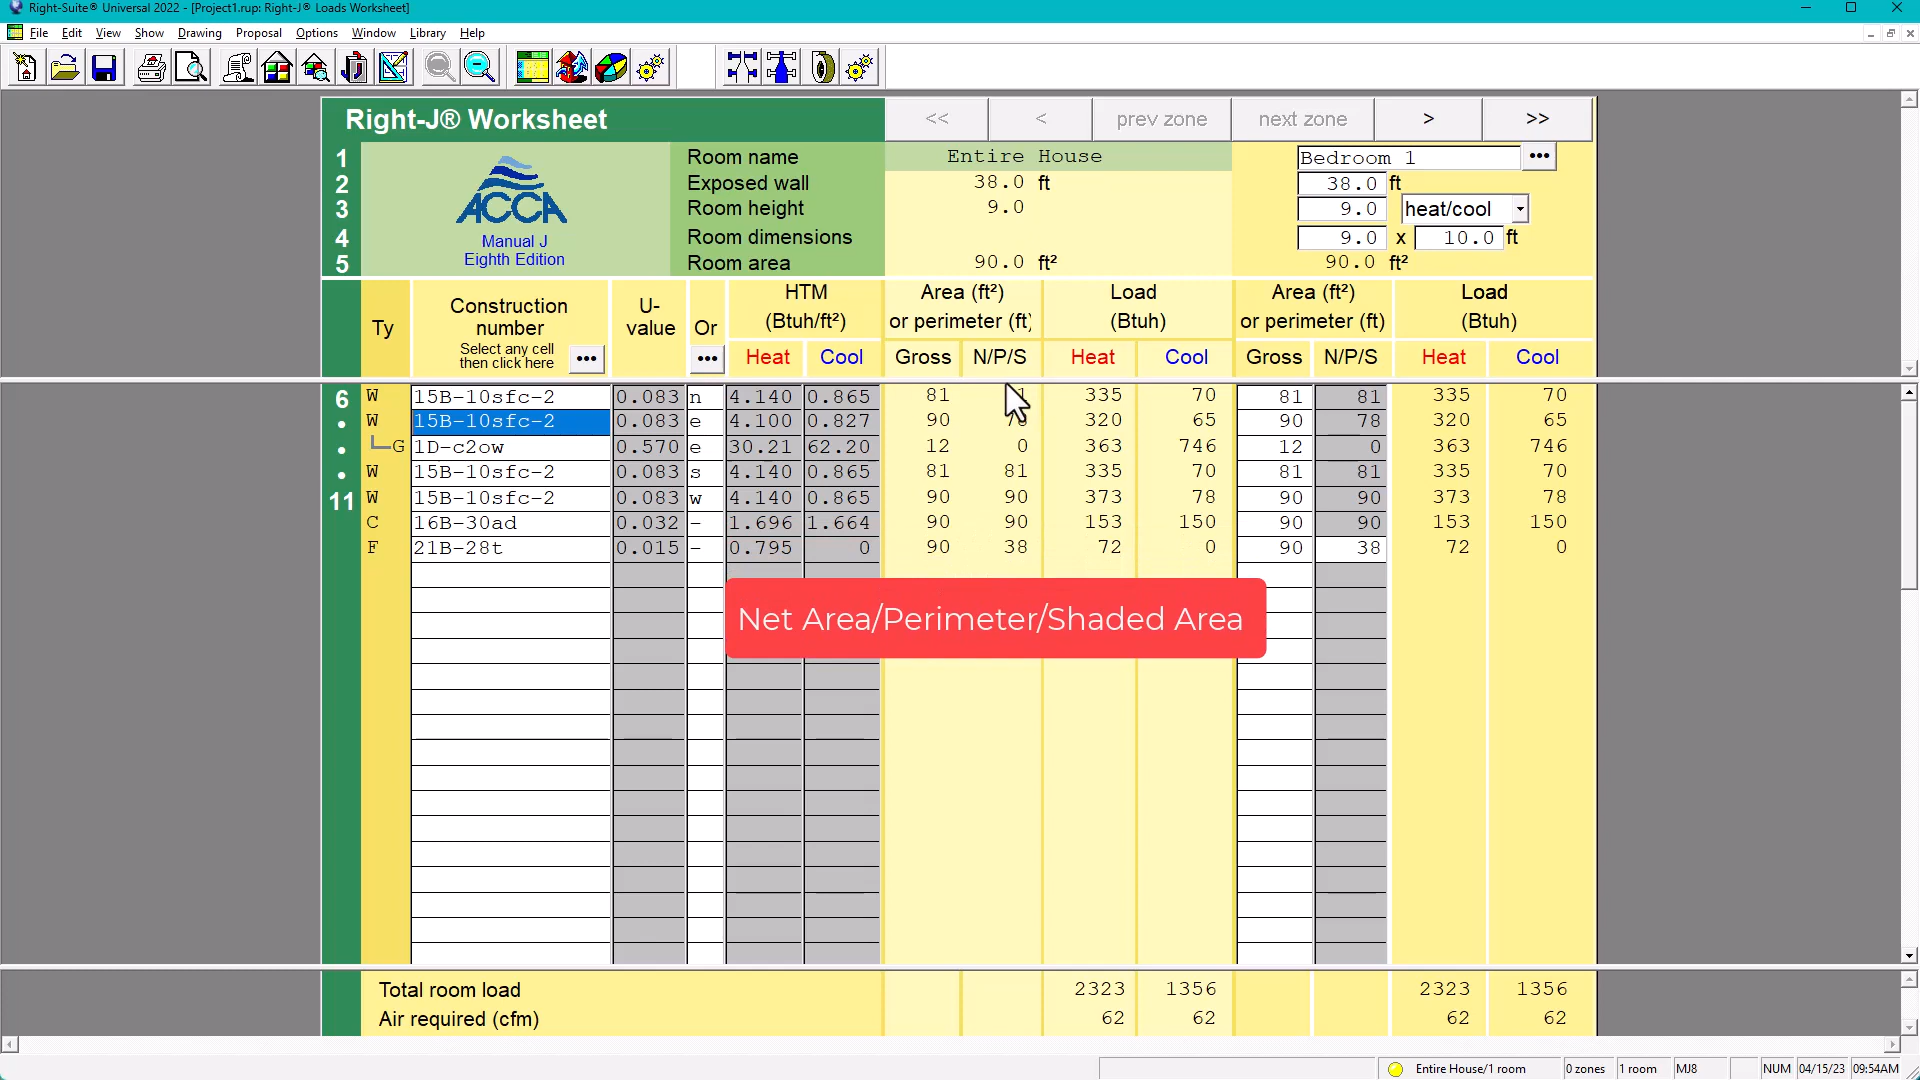 Right-Suite® Universal 2022 - [Project1.rup: Right-J® Loads Worksheet]
File Edit View Show Drawing Proposal Options Window Library Help
Right-J® Worksheet << < prev zone next zone > >>
1 Room name Entire House Bedroom 1
2 Exposed wall 38.0 ft 38.0 ft
3 Room height 9.0 9.0 heat/cool
4 Room dimensions 9.0 x 10.0 ft
5 Room area 90.0 ft² 90.0 ft²
ACCA
Manual J
Eighth Edition
Ty Construction number U-value Or HTM (Btuh/ft²) Area (ft²) or perimeter (ft) Load (Btuh) Area (ft²) or perimeter (ft) Load (Btuh)
Select any cell
then click here
Heat Cool Gross N/P/S Heat Cool Gross N/P/S Heat Cool
6 W 15B-10sfc-2 0.083 n 4.140 0.865 81 335 70 81 81 335 70
W 15B-10sfc-2 0.083 e 4.100 0.827 90 320 65 90 78 320 65
G 1D-c2ow 0.570 e 30.21 62.20 12 0 363 746 12 0 363 746
W 15B-10sfc-2 0.083 s 4.140 0.865 81 81 335 70 81 81 335 70
11 W 15B-10sfc-2 0.083 w 4.140 0.865 90 90 373 78 90 90 373 78
C 16B-30ad 0.032 - 1.696 1.664 90 90 153 150 90 90 153 150
F 21B-28t 0.015 - 0.795 0 90 38 72 0 90 38 72 0
Net Area/Perimeter/Shaded Area
Total room load 2323 1356 2323 1356
Air required (cfm) 62 62 62 62
Entire House/1 room 0 zones 1 room MJ8 NUM 04/15/23 09:54AM